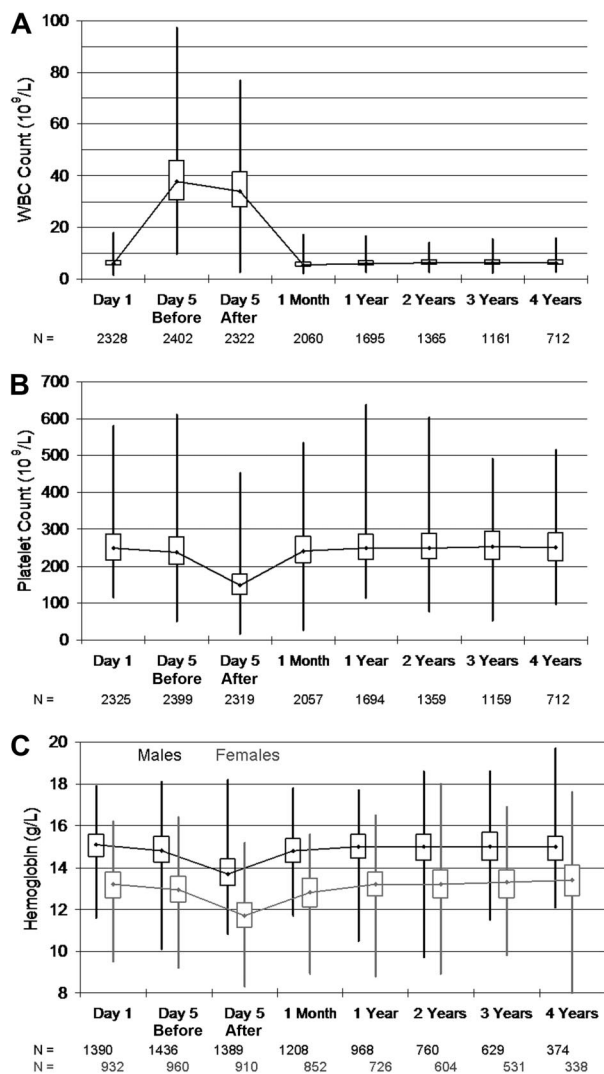 A
WBC Count (10⁹/L)
100
80
60
40
20
0
Day 1 Day 5 Before Day 5 After 1 Month 1 Year 2 Years 3 Years 4 Years
N = 2328 2402 2322 2060 1695 1365 1161 712
B
Platelet Count (10⁹/L)
700
600
500
400
300
200
100
0
Day 1 Day 5 Before Day 5 After 1 Month 1 Year 2 Years 3 Years 4 Years
N = 2325 2399 2319 2057 1694 1359 1159 712
C
Hemoglobin (g/L)
Males Females
20
18
16
14
12
10
8
Day 1 Day 5 Before Day 5 After 1 Month 1 Year 2 Years 3 Years 4 Years
N = 1390 1436 1389 1208 968 760 629 374
N = 932 960 910 852 726 604 531 338